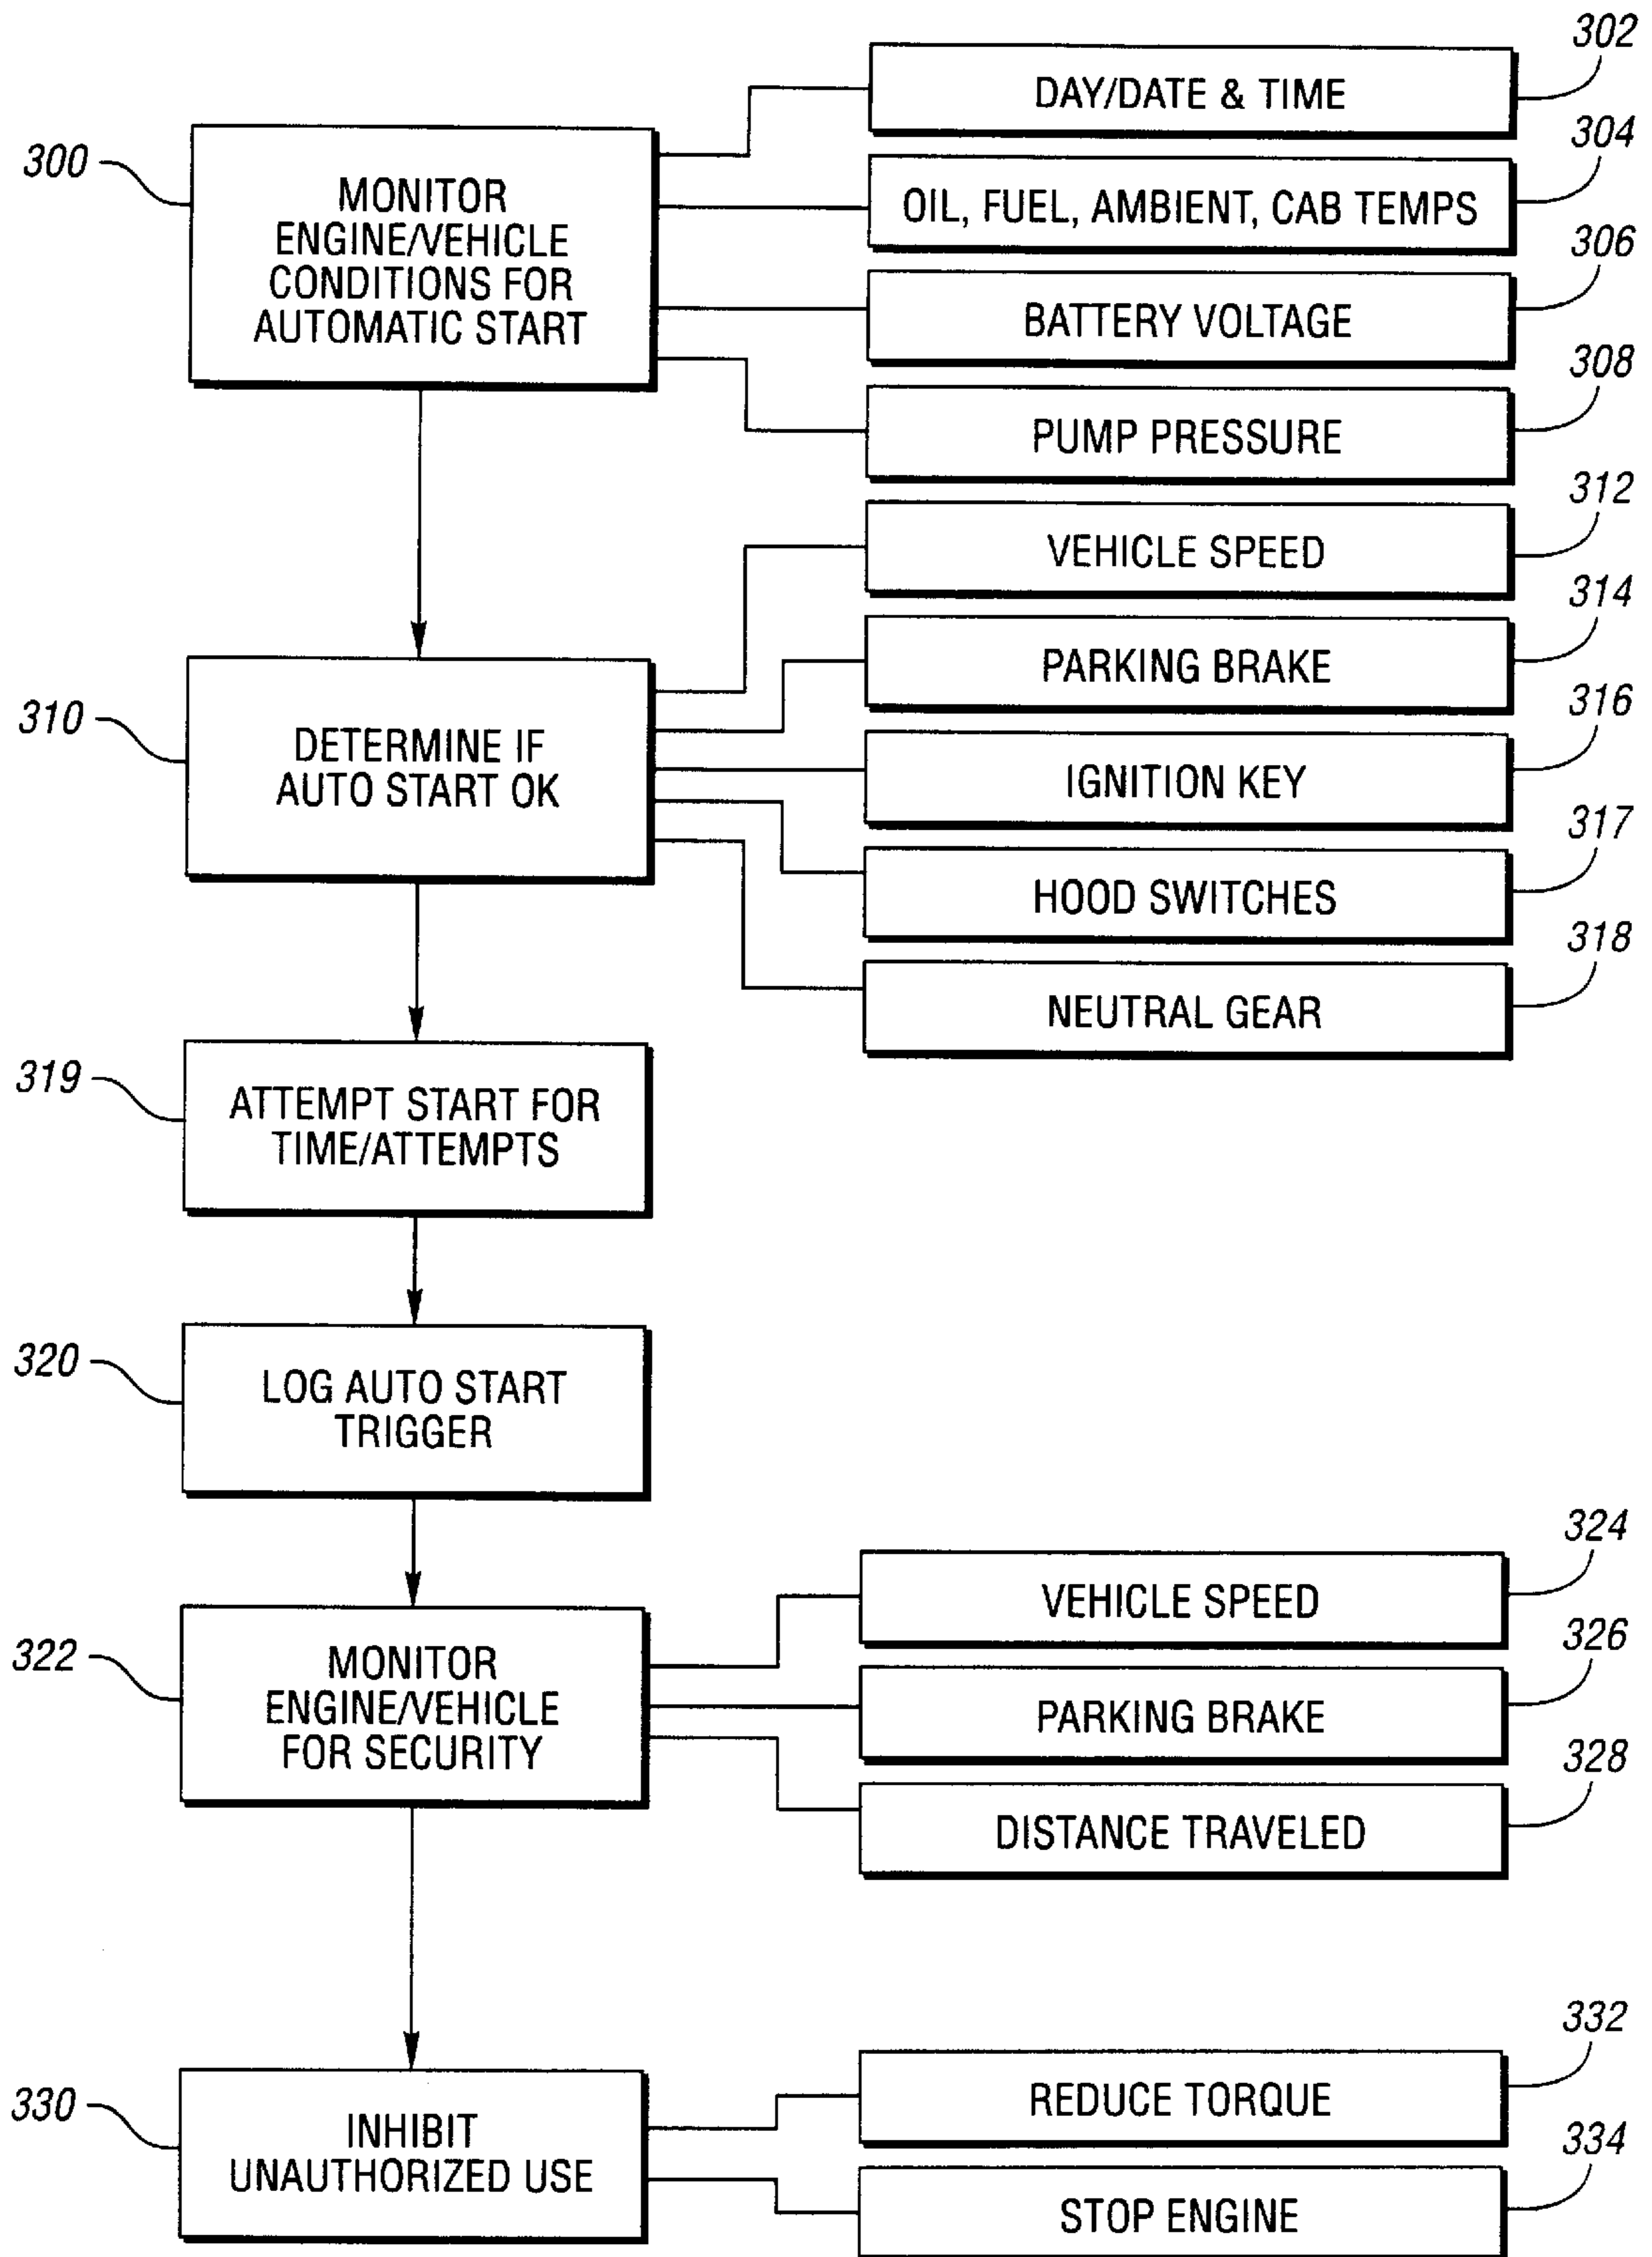 302
DAY/DATE & TIME
300
MONITOR
ENGINE/VEHICLE
CONDITIONS FOR
AUTOMATIC START
304
OIL, FUEL, AMBIENT, CAB TEMPS
306
BATTERY VOLTAGE
308
PUMP PRESSURE
312
VEHICLE SPEED
314
PARKING BRAKE
310
DETERMINE IF
AUTO START OK
316
IGNITION KEY
317
HOOD SWITCHES
318
NEUTRAL GEAR
319
ATTEMPT START FOR
TIME/ATTEMPTS
320
LOG AUTO START
TRIGGER
322
MONITOR
ENGINE/VEHICLE
FOR SECURITY
324
VEHICLE SPEED
326
PARKING BRAKE
328
DISTANCE TRAVELED
330
INHIBIT
UNAUTHORIZED USE
332
REDUCE TORQUE
334
STOP ENGINE